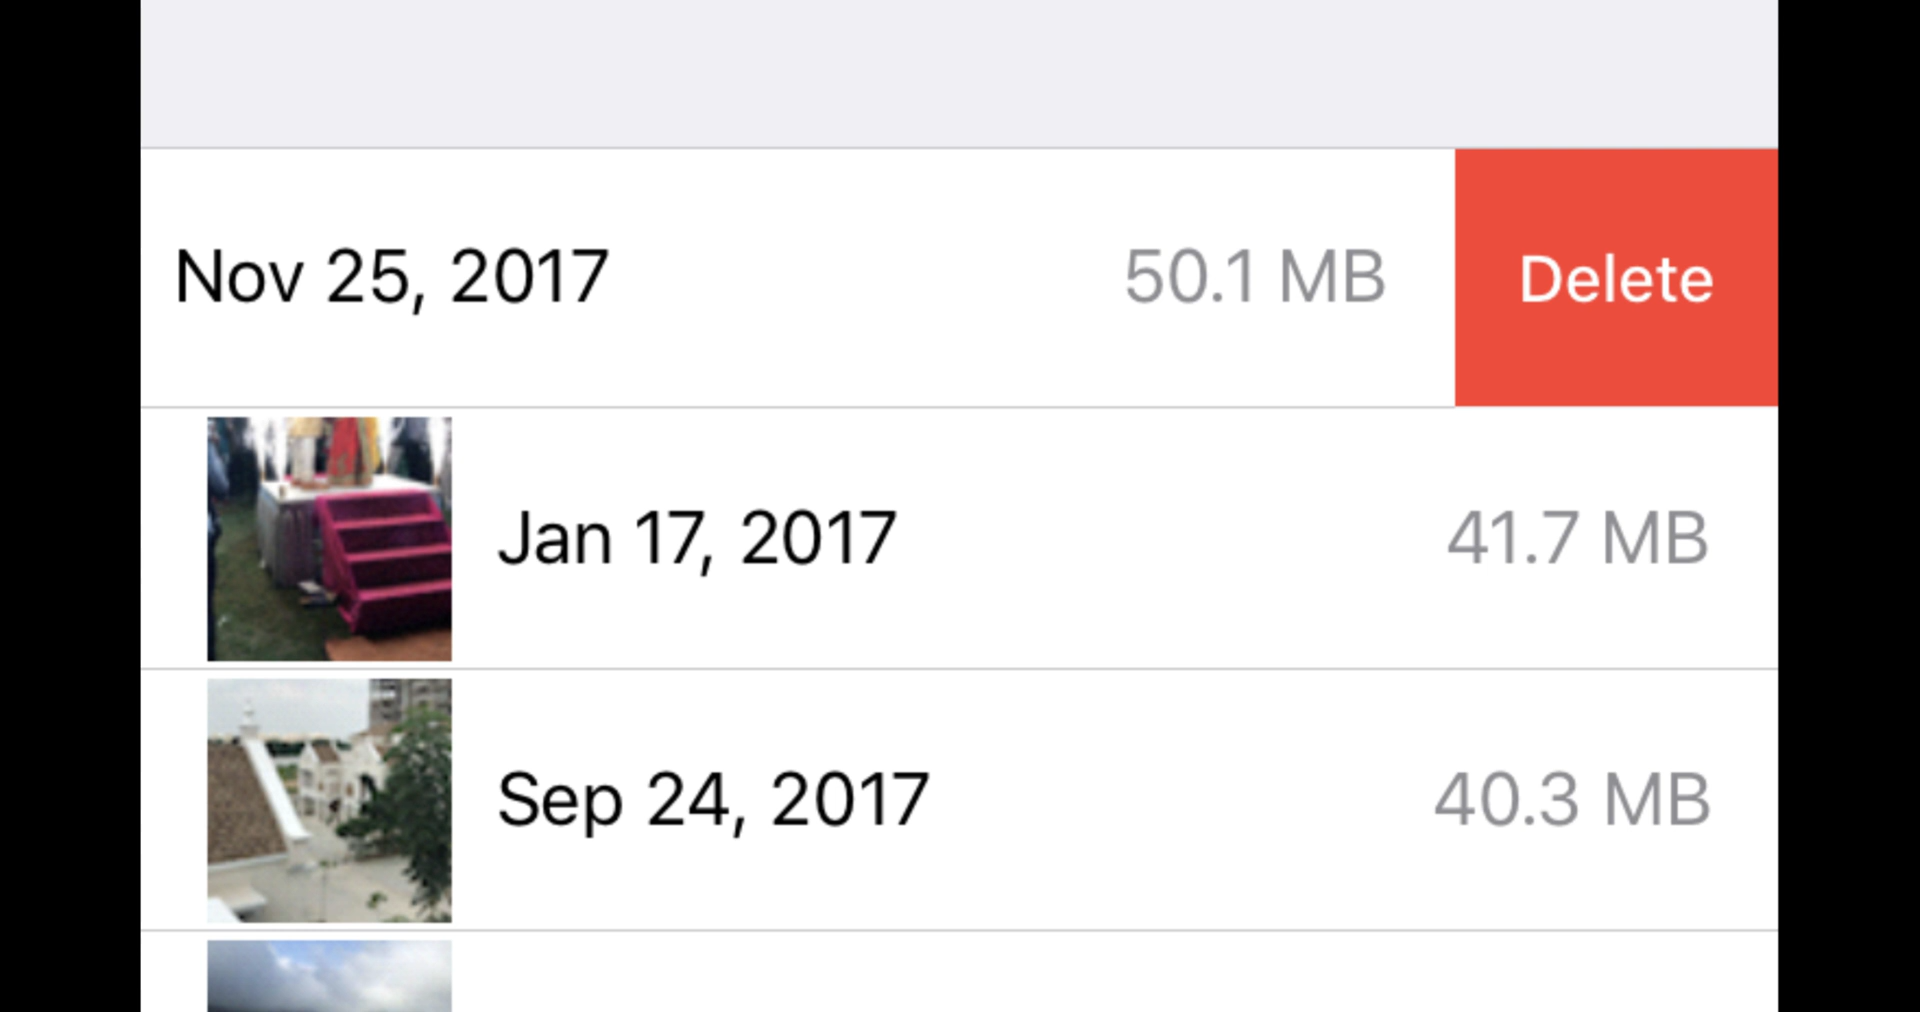 Nov 25, 2017 50.1 MB Delete
Jan 17, 2017 41.7 MB
Sep 24, 2017 40.3 MB